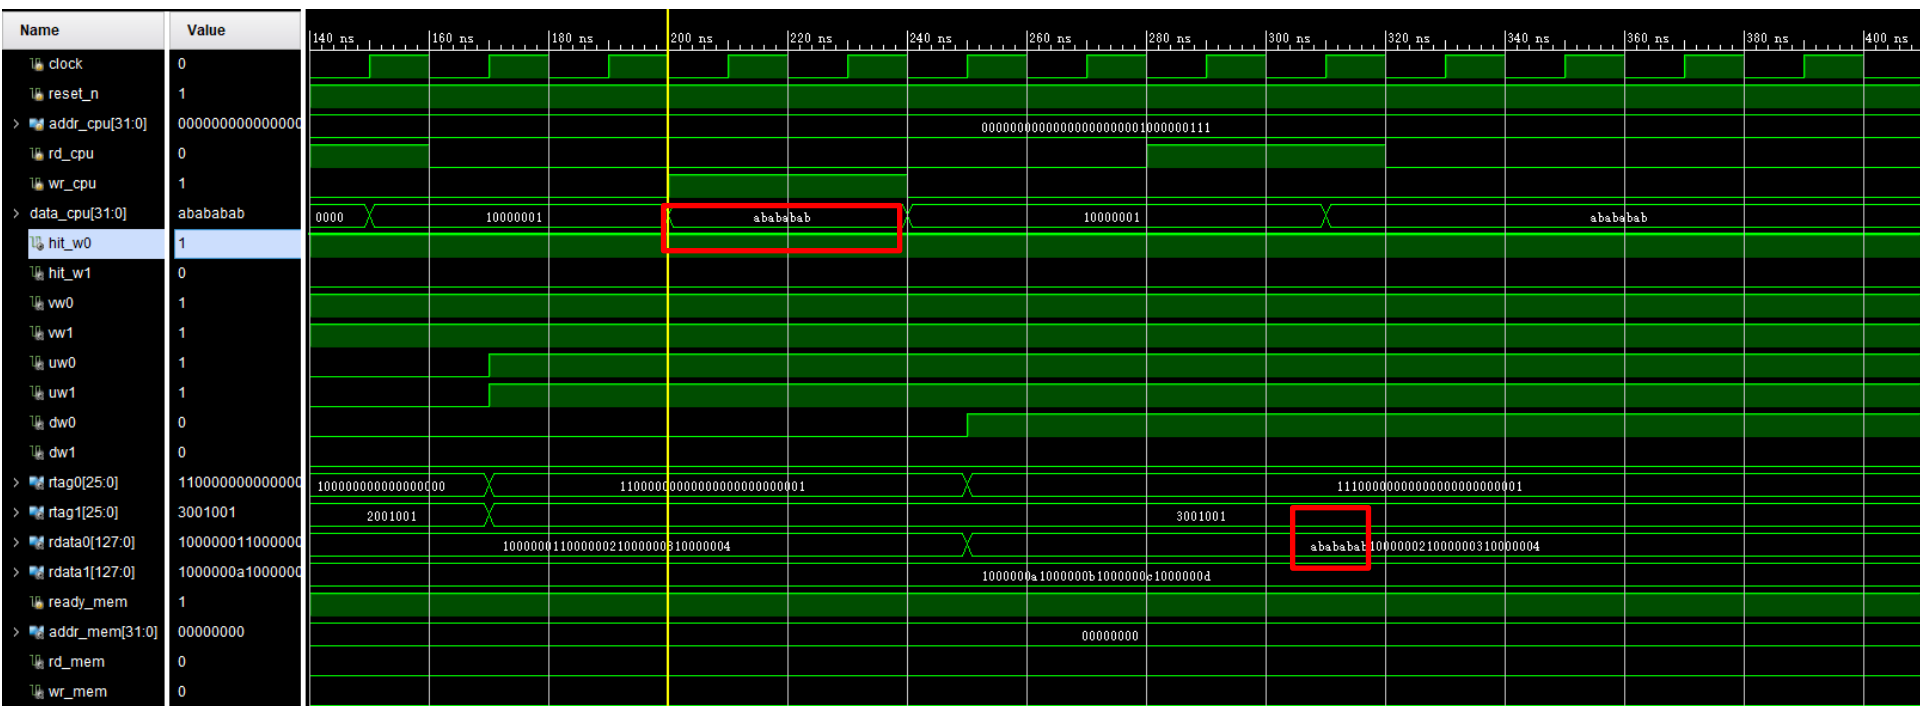 Name Value 140 ns 160 ns 180 ns 200 ns 220 ns 240 ns 260 ns 280 ns 300 ns 320 ns 340 ns 360 ns 380 ns 400 ns
clock 0
reset_n 1
> addr_cpu[31:0] 000000000000000 00000000000000000000001000000111
rd_cpu 0
wr_cpu 1
> data_cpu[31:0] abababab 0000 10000001 abababab 10000001 abababab
hit_w0 1
hit_w1 0
vw0 1
vw1 1
uw0 1
uw1 1
dw0 0
dw1 0
> rtag0[25:0] 110000000000000 100000000000000000 11000000000000000000000001 11100000000000000000000001
> rtag1[25:0] 3001001 2001001 3001001
> rdata0[127:0] 100000011000000 10000001100000021000000310000004 abababab100000021000000310000004
> rdata1[127:0] 1000000a1000000 1000000a1000000b1000000c1000000d
ready_mem 1
> addr_mem[31:0] 00000000 00000000
rd_mem 0
wr_mem 0